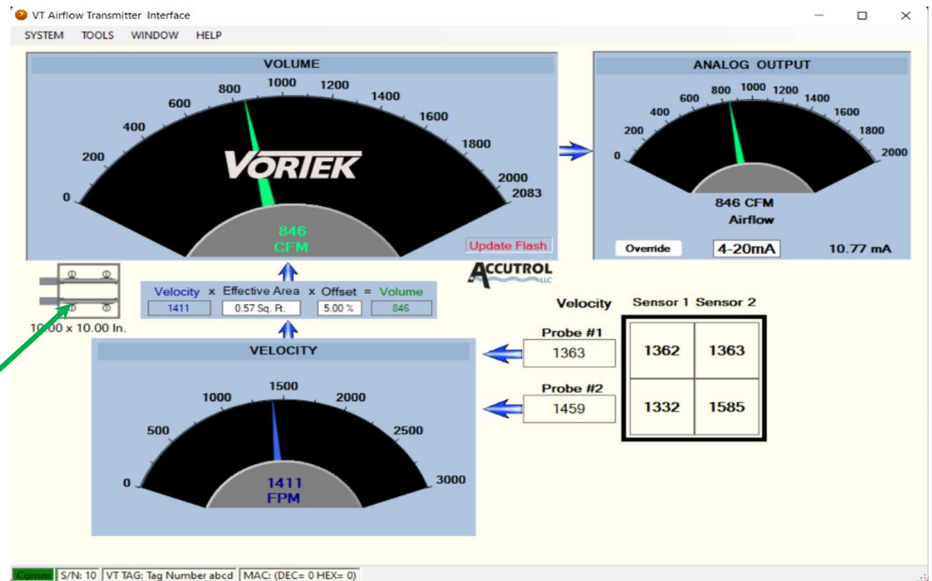 VT Airflow Transmitter Interface
SYSTEM TOOLS WINDOW HELP
VOLUME
0 200 400 600 800 1000 1200 1400 1600 1800 2000 2083
VORTEK
846
CFM
Update Flash
ANALOG OUTPUT
0 200 400 600 800 1000 1200 1400 1600 1800 2000
846 CFM
Airflow
Override 4-20mA 10.77 mA
ACCUTROL LLC
10.00 x 10.00 In.
Velocity x Effective Area x Offset = Volume
1411 0.57 Sq. Ft. 5.00 % 846
VELOCITY
0 500 1000 1500 2000 2500 3000
1411
FPM
Velocity Sensor 1 Sensor 2
Probe #1
1363 1362 1363
Probe #2
1459 1332 1585
Comm S/N: 10 VT TAG: Tag Number abcd MAC: (DEC= 0 HEX= 0)